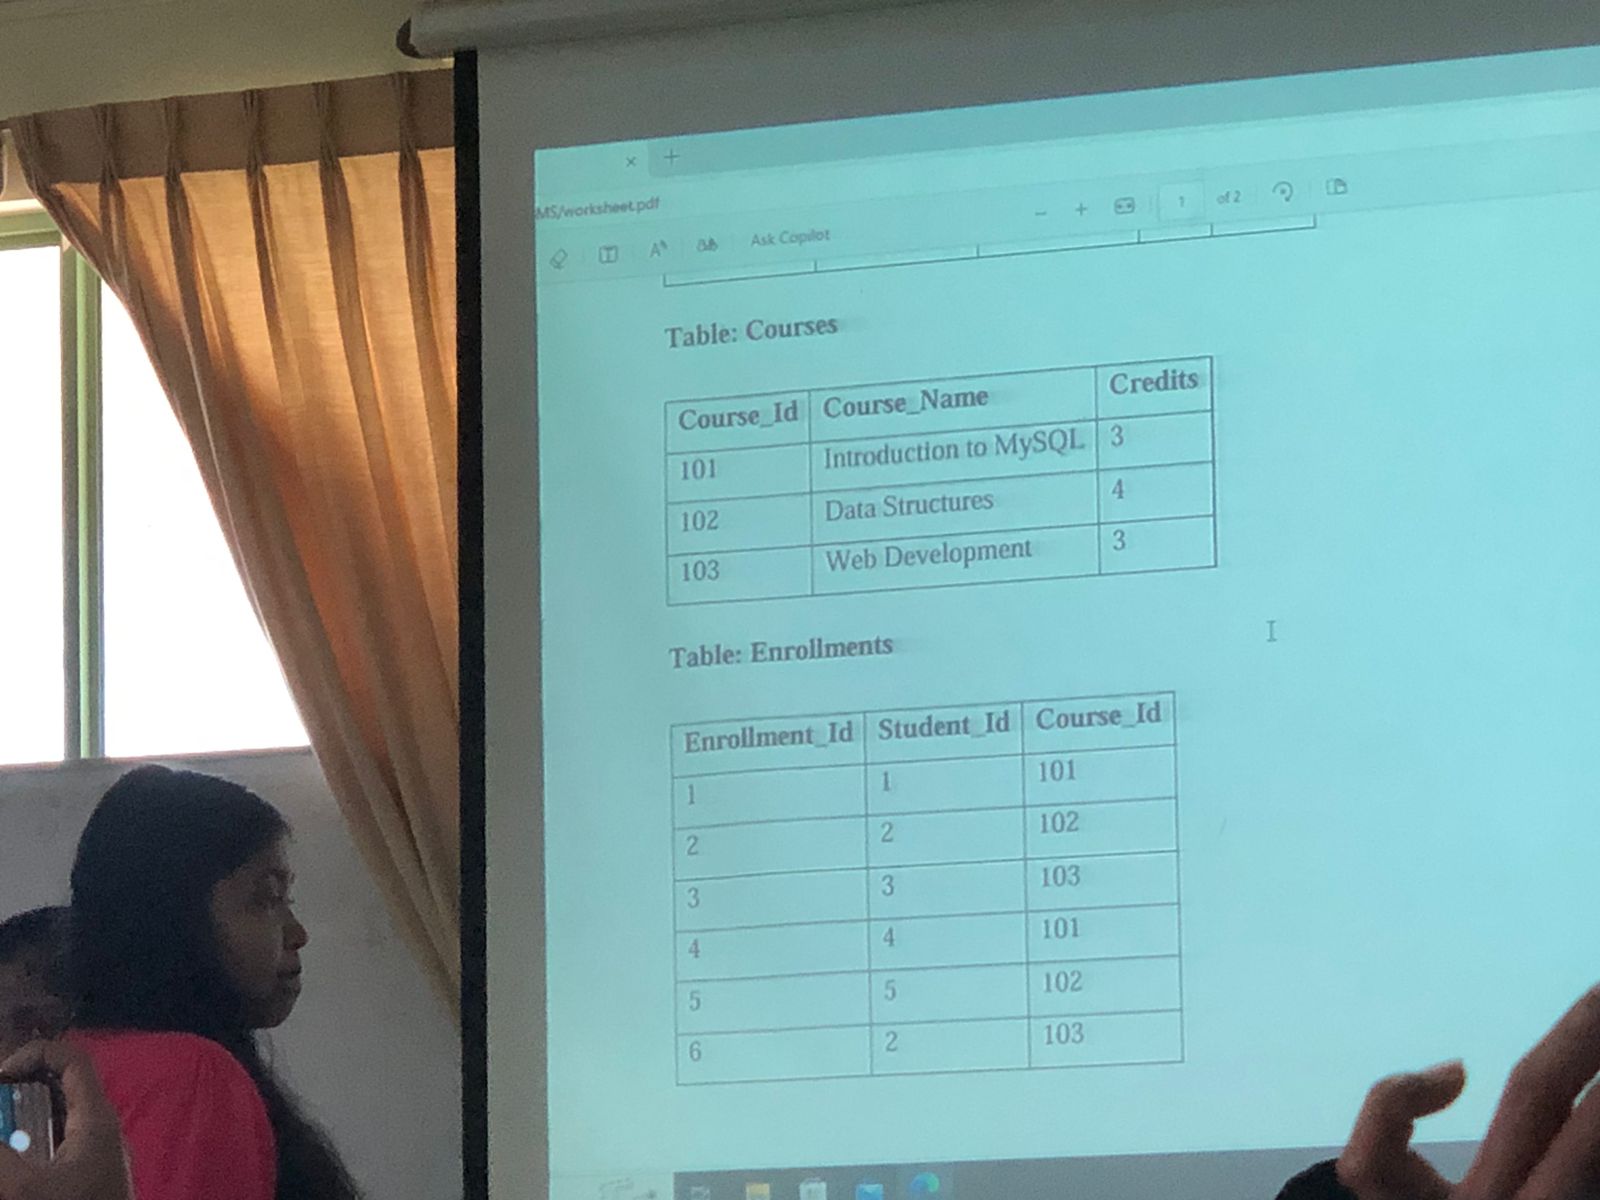 MS/worksheet.pdf
1 of 2
Ask Copilot
Table: Courses
Course_Id Course_Name Credits
101 Introduction to MySQL 3
102 Data Structures 4
103 Web Development 3
Table: Enrollments
Enrollment_Id Student_Id Course_Id
1 1 101
2 2 102
3 3 103
4 4 101
5 5 102
6 2 103